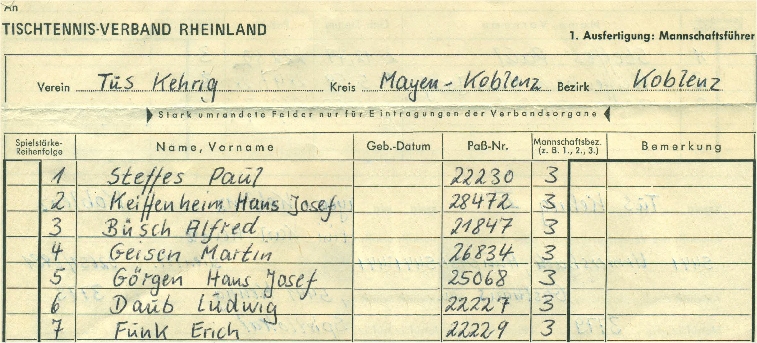 An
TISCHTENNIS-VERBAND RHEINLAND
1. Ausfertigung: Mannschaftsführer
Verein TuS Kehrig Kreis Mayen-Koblenz Bezirk Koblenz
Stark umrandete Felder nur für Eintragungen der Verbandsorgane
Spielstärke-Reihenfolge Name, Vorname Geb.-Datum Paß-Nr. Mannschaftsbez. (z. B. 1., 2., 3.) Bemerkung
1 Steffes Paul 22230 3
2 Keiffenheim Hans Josef 28472 3
3 Busch Alfred 21847 3
4 Geisen Martin 26834 3
5 Görgen Hans Josef 25068 3
6 Daub Ludwig 22227 3
7 Funk Erich 22229 3